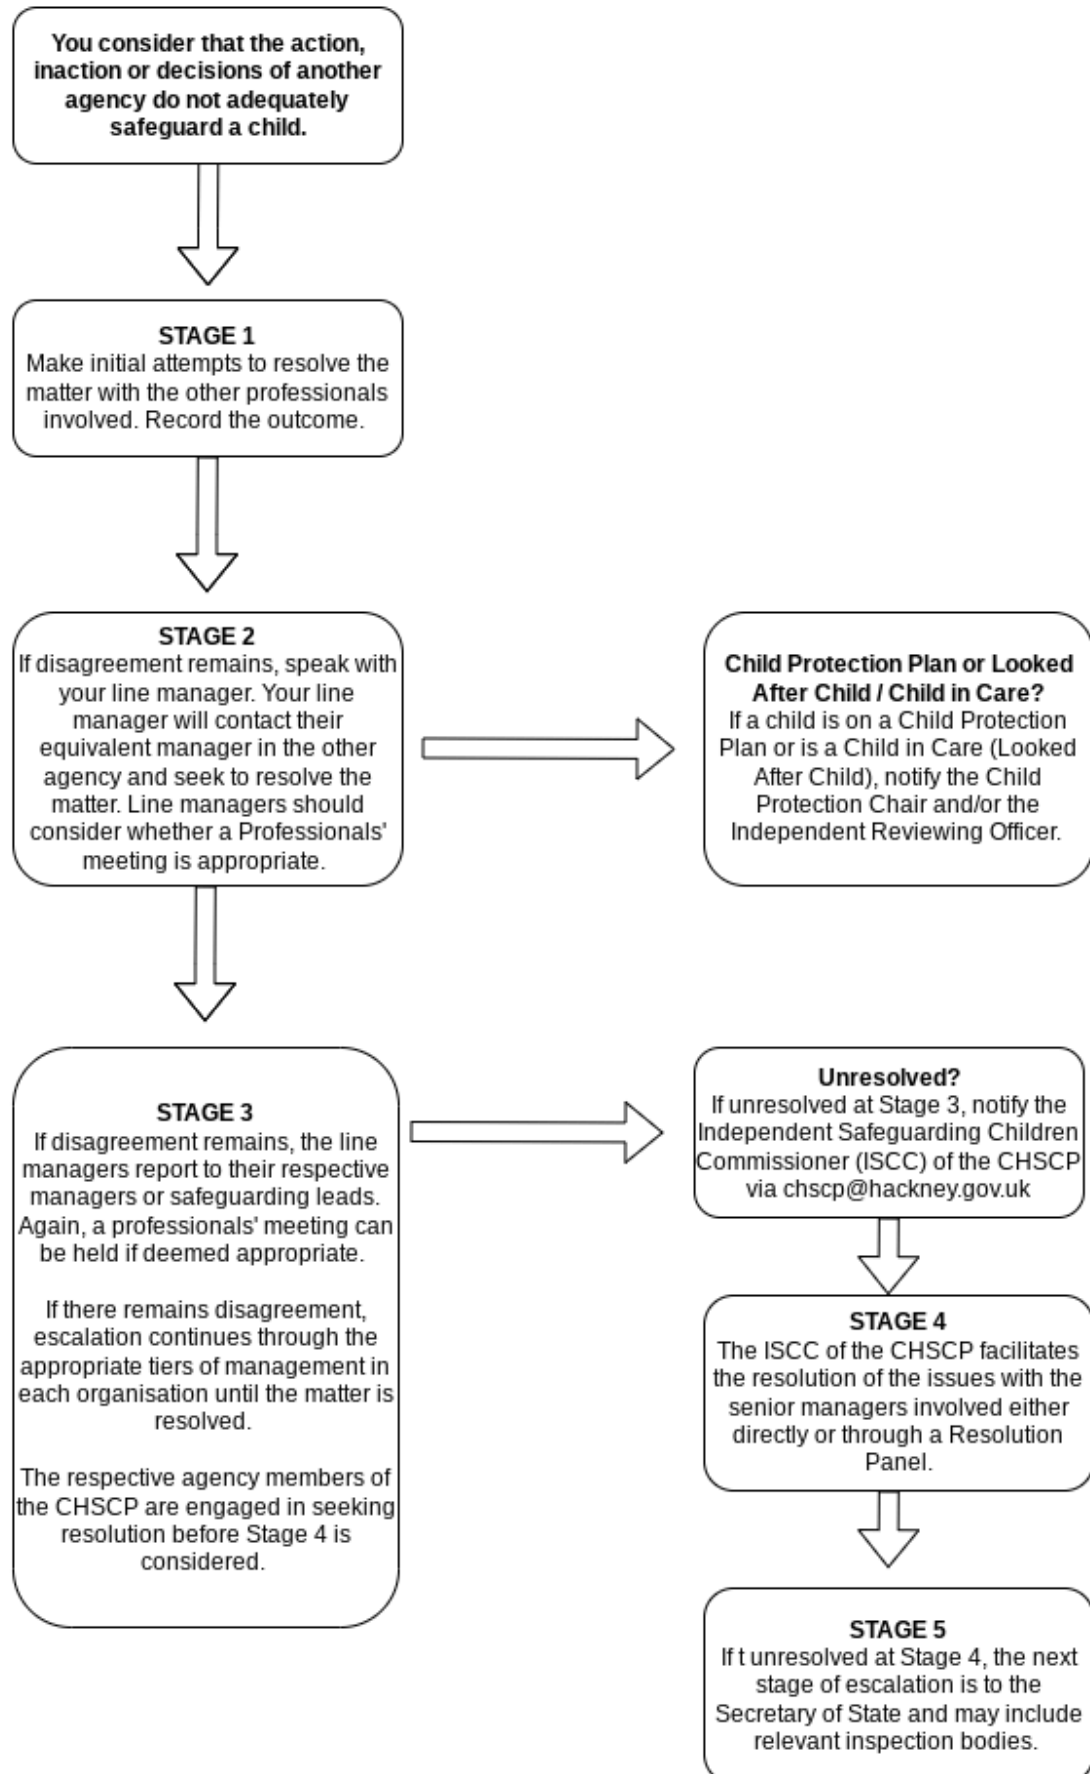 You consider that the action,
inaction or decisions of another
agency do not adequately
safeguard a child.
STAGE 1
Make initial attempts to resolve the
matter with the other professionals
involved. Record the outcome.
STAGE 2
If disagreement remains, speak with
your line manager. Your line
manager will contact their
equivalent manager in the other
agency and seek to resolve the
matter. Line managers should
consider whether a Professionals'
meeting is appropriate.
Child Protection Plan or Looked
After Child / Child in Care?
If a child is on a Child Protection
Plan or is a Child in Care (Looked
After Child), notify the Child
Protection Chair and/or the
Independent Reviewing Officer.
STAGE 3
If disagreement remains, the line
managers report to their respective
managers or safeguarding leads.
Again, a professionals' meeting can
be held if deemed appropriate.
If there remains disagreement,
escalation continues through the
appropriate tiers of management in
each organisation until the matter is
resolved.
The respective agency members of
the CHSCP are engaged in seeking
resolution before Stage 4 is
considered.
Unresolved?
If unresolved at Stage 3, notify the
Independent Safeguarding Children
Commissioner (ISCC) of the CHSCP
via chscp@hackney.gov.uk
STAGE 4
The ISCC of the CHSCP facilitates
the resolution of the issues with the
senior managers involved either
directly or through a Resolution
Panel.
STAGE 5
If t unresolved at Stage 4, the next
stage of escalation is to the
Secretary of State and may include
relevant inspection bodies.